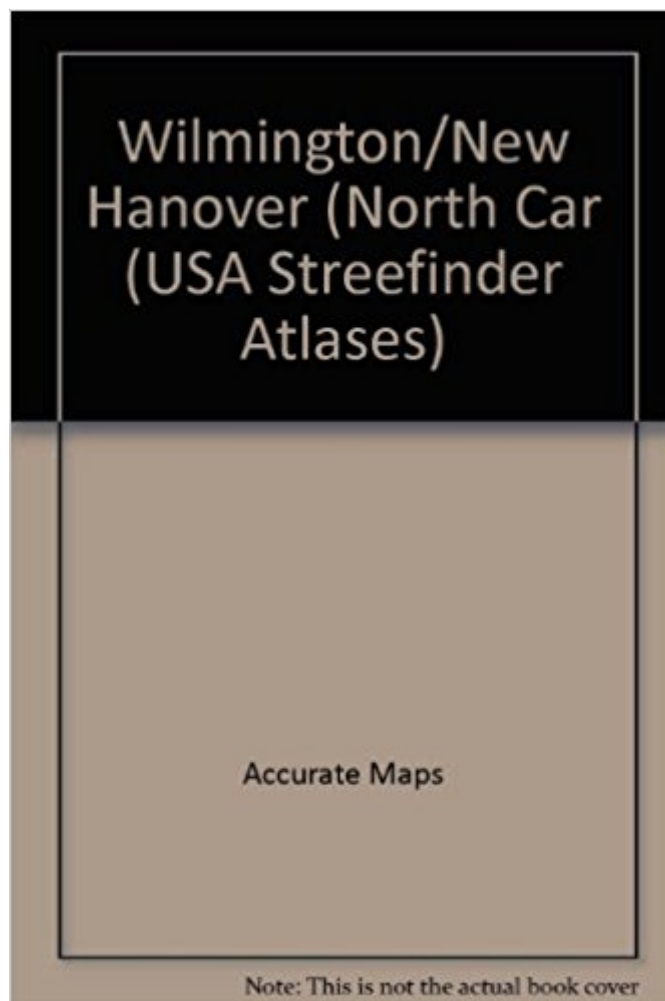 Wilmington/New
Hanover (North Car
(USA Streefinder
Atlases)
Accurate Maps
Note: This is not the actual book cover